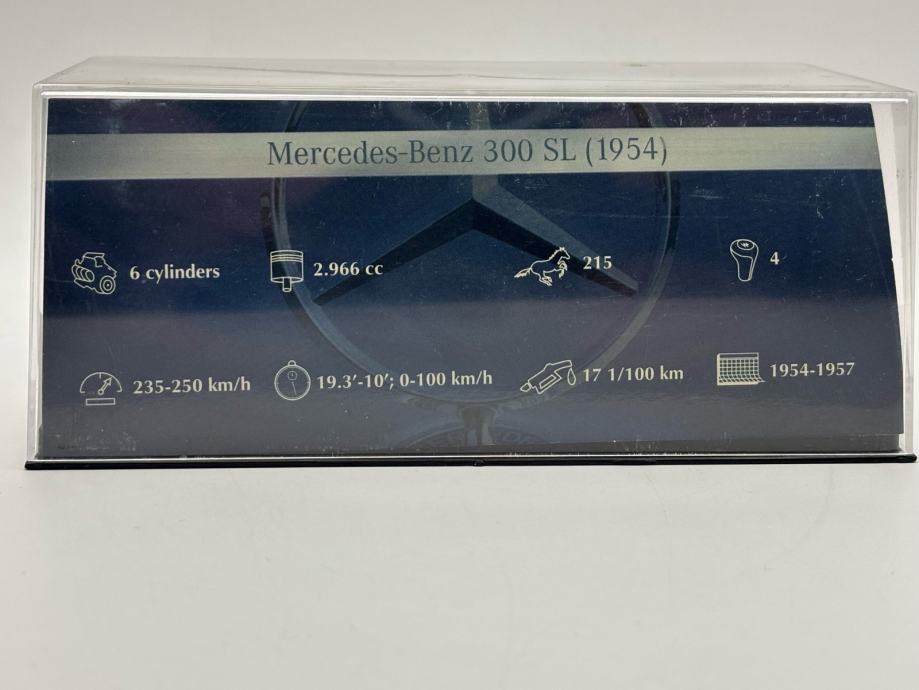 Mercedes-Benz 300 SL (1954)
6 cylinders 2.966 cc 215 4
235-250 km/h 19.3′-10′; 0-100 km/h 17 1/100 km 1954-1957